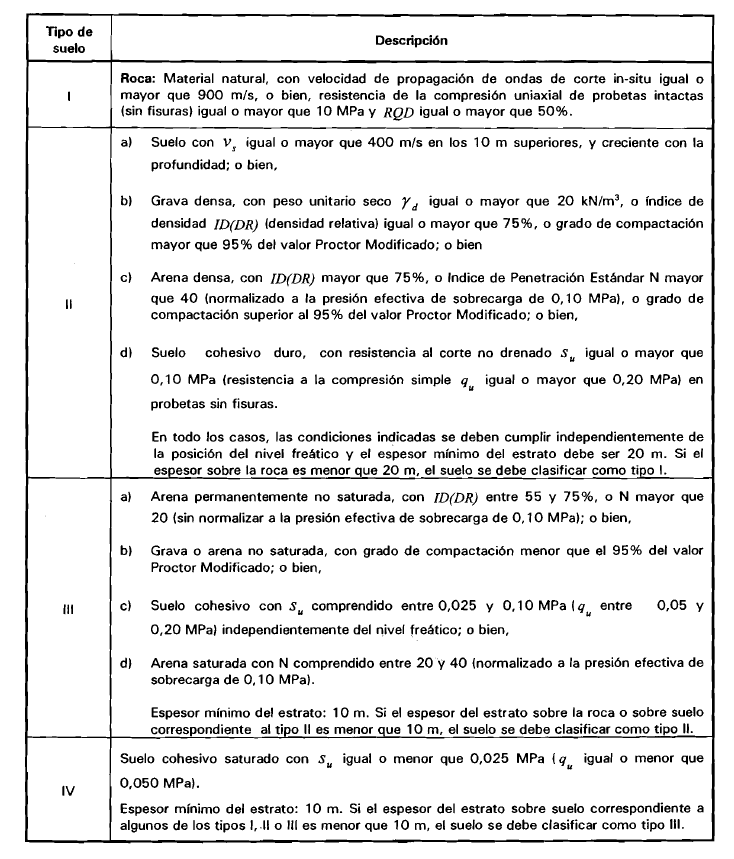 Tipo de
suelo
Descripción
I
Roca: Material natural, con velocidad de propagación de ondas de corte in-situ igual o
mayor que 900 m/s, o bien, resistencia de la compresión uniaxial de probetas intactas
(sin fisuras) igual o mayor que 10 MPa y RQD igual o mayor que 50%.
II
a) Suelo con v_s igual o mayor que 400 m/s en los 10 m superiores, y creciente con la
profundidad; o bien,
b) Grava densa, con peso unitario seco γ_d igual o mayor que 20 kN/m³, o índice de
densidad ID(DR) (densidad relativa) igual o mayor que 75%, o grado de compactación
mayor que 95% del valor Proctor Modificado; o bien
c) Arena densa, con ID(DR) mayor que 75%, o Indice de Penetración Estándar N mayor
que 40 (normalizado a la presión efectiva de sobrecarga de 0,10 MPa), o grado de
compactación superior al 95% del valor Proctor Modificado; o bien,
d) Suelo cohesivo duro, con resistencia al corte no drenado s_u igual o mayor que
0,10 MPa (resistencia a la compresión simple q_u igual o mayor que 0,20 MPa) en
probetas sin fisuras.
En todo los casos, las condiciones indicadas se deben cumplir independientemente de
la posición del nivel freático y el espesor mínimo del estrato debe ser 20 m. Si el
espesor sobre la roca es menor que 20 m, el suelo se debe clasificar como tipo I.
III
a) Arena permanentemente no saturada, con ID(DR) entre 55 y 75%, o N mayor que
20 (sin normalizar a la presión efectiva de sobrecarga de 0,10 MPa); o bien,
b) Grava o arena no saturada, con grado de compactación menor que el 95% del valor
Proctor Modificado; o bien,
c) Suelo cohesivo con s_u comprendido entre 0,025 y 0,10 MPa (q_u entre 0,05 y
0,20 MPa) independientemente del nivel freático; o bien,
d) Arena saturada con N comprendido entre 20 y 40 (normalizado a la presión efectiva de
sobrecarga de 0,10 MPa).
Espesor mínimo del estrato: 10 m. Si el espesor del estrato sobre la roca o sobre suelo
correspondiente al tipo II es menor que 10 m, el suelo se debe clasificar como tipo II.
IV
Suelo cohesivo saturado con s_u igual o menor que 0,025 MPa (q_u igual o menor que
0,050 MPa).
Espesor mínimo del estrato: 10 m. Si el espesor del estrato sobre suelo correspondiente a
algunos de los tipos I, II o III es menor que 10 m, el suelo se debe clasificar como tipo III.